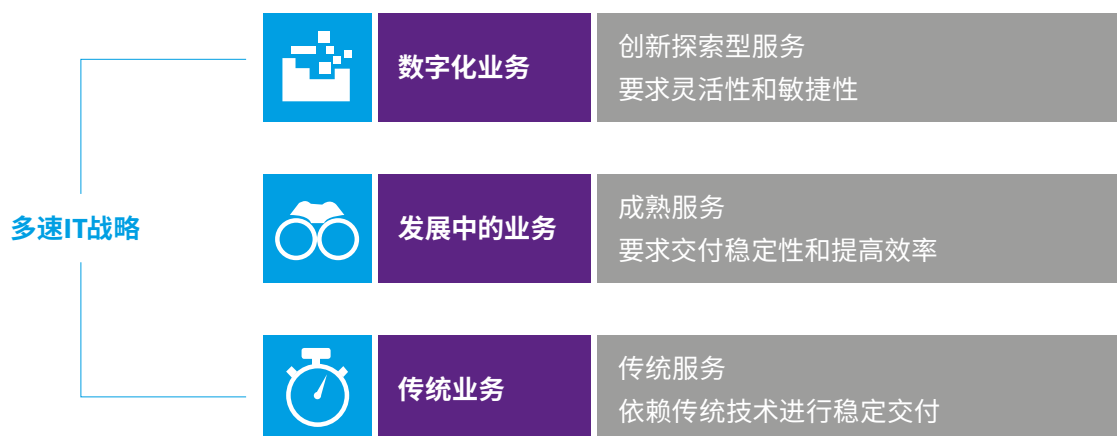 数字化业务
创新探索型服务
要求灵活性和敏捷性
多速IT战略
发展中的业务
成熟服务
要求交付稳定性和提高效率
传统业务
传统服务
依赖传统技术进行稳定交付